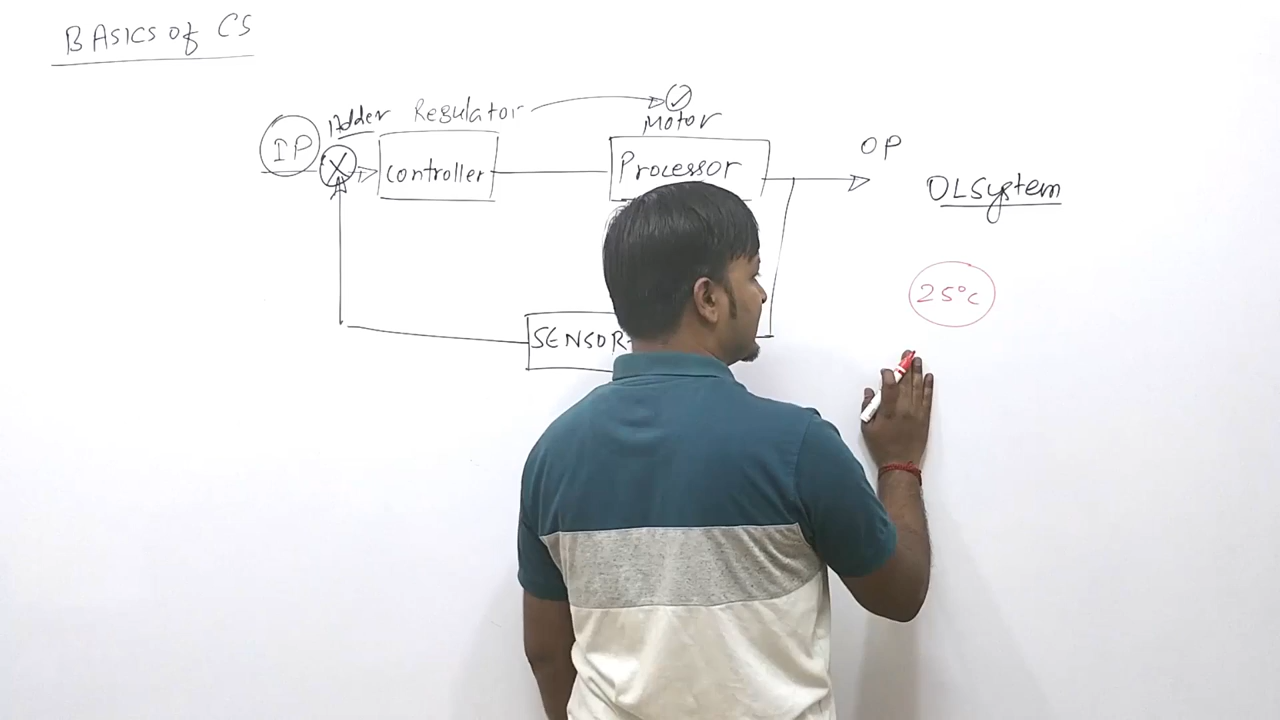 BASICS of CS
Adder Regulator
Motor
IP
Controller
Processor
OP
OLSystem
25°C
SENSOR